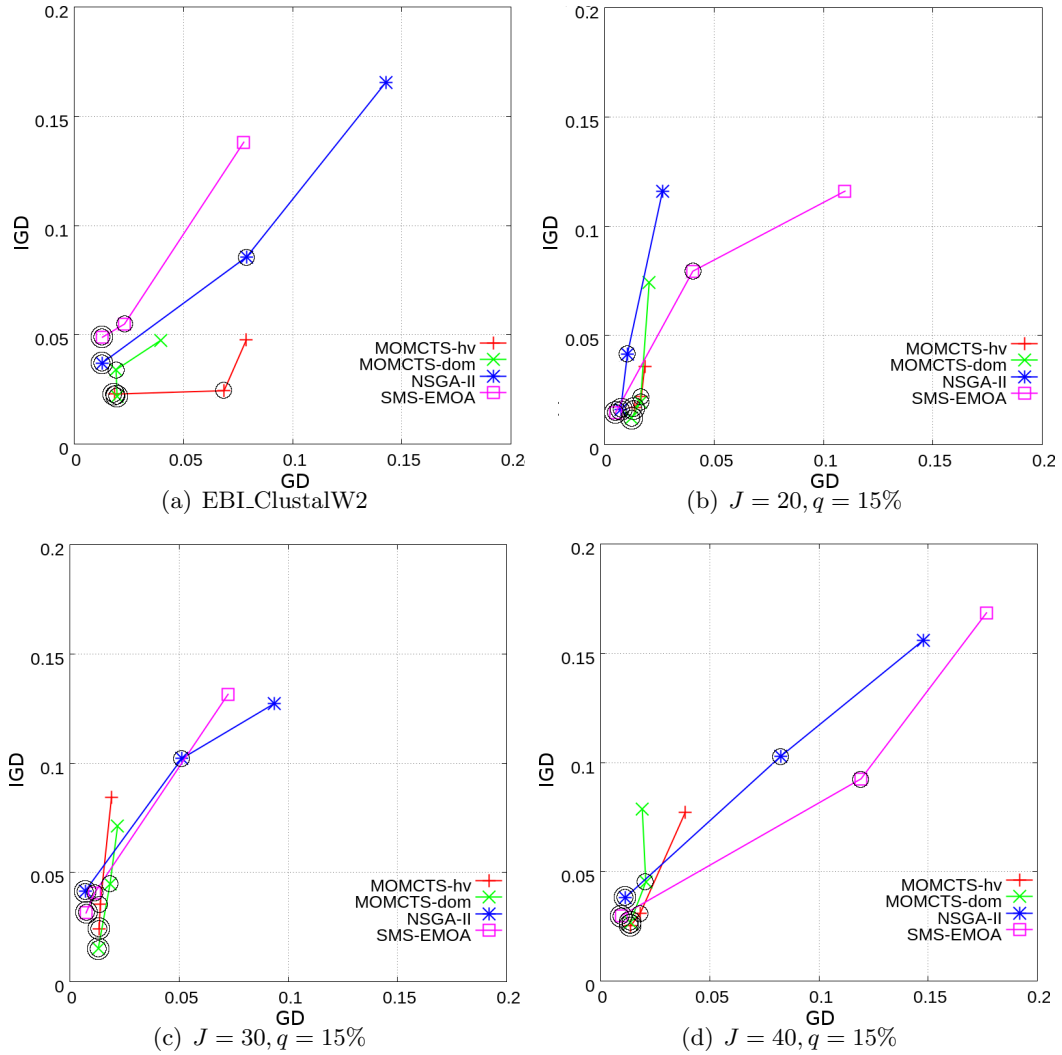 0.2
0.15
0.1
0.05
0
IGD
MOMCTS-hv
MOMCTS-dom
NSGA-II
SMS-EMOA
0 0.05 0.1 0.15 0.2
GD
(a) EBI_ClustalW2
0.2
0.15
0.1
0.05
0
IGD
MOMCTS-hv
MOMCTS-dom
NSGA-II
SMS-EMOA
0 0.05 0.1 0.15 0.2
GD
(b) J = 20, q = 15%
0.2
0.15
0.1
0.05
0
IGD
MOMCTS-hv
MOMCTS-dom
NSGA-II
SMS-EMOA
0 0.05 0.1 0.15 0.2
GD
(c) J = 30, q = 15%
0.2
0.15
0.1
0.05
0
IGD
MOMCTS-hv
MOMCTS-dom
NSGA-II
SMS-EMOA
0 0.05 0.1 0.15 0.2
GD
(d) J = 40, q = 15%